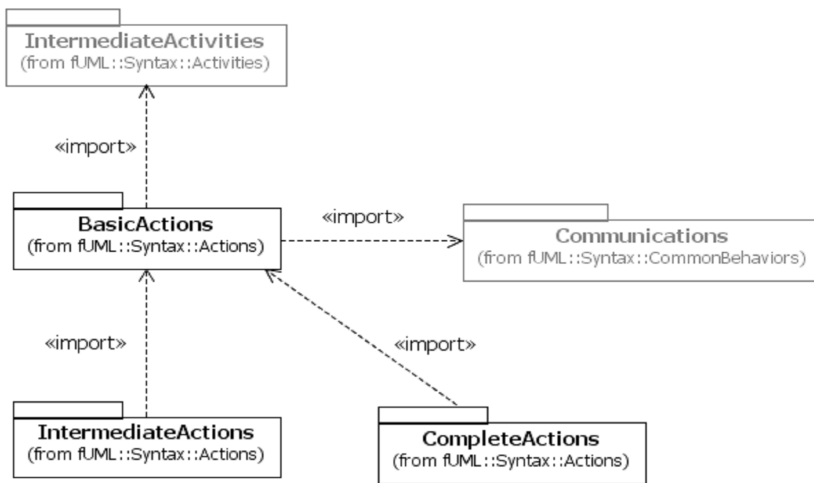 IntermediateActivities
(from fUML::Syntax::Activities)
«import»
BasicActions
(from fUML::Syntax::Actions)
«import»
Communications
(from fUML::Syntax::CommonBehaviors)
«import»
«import»
IntermediateActions
(from fUML::Syntax::Actions)
CompleteActions
(from fUML::Syntax::Actions)